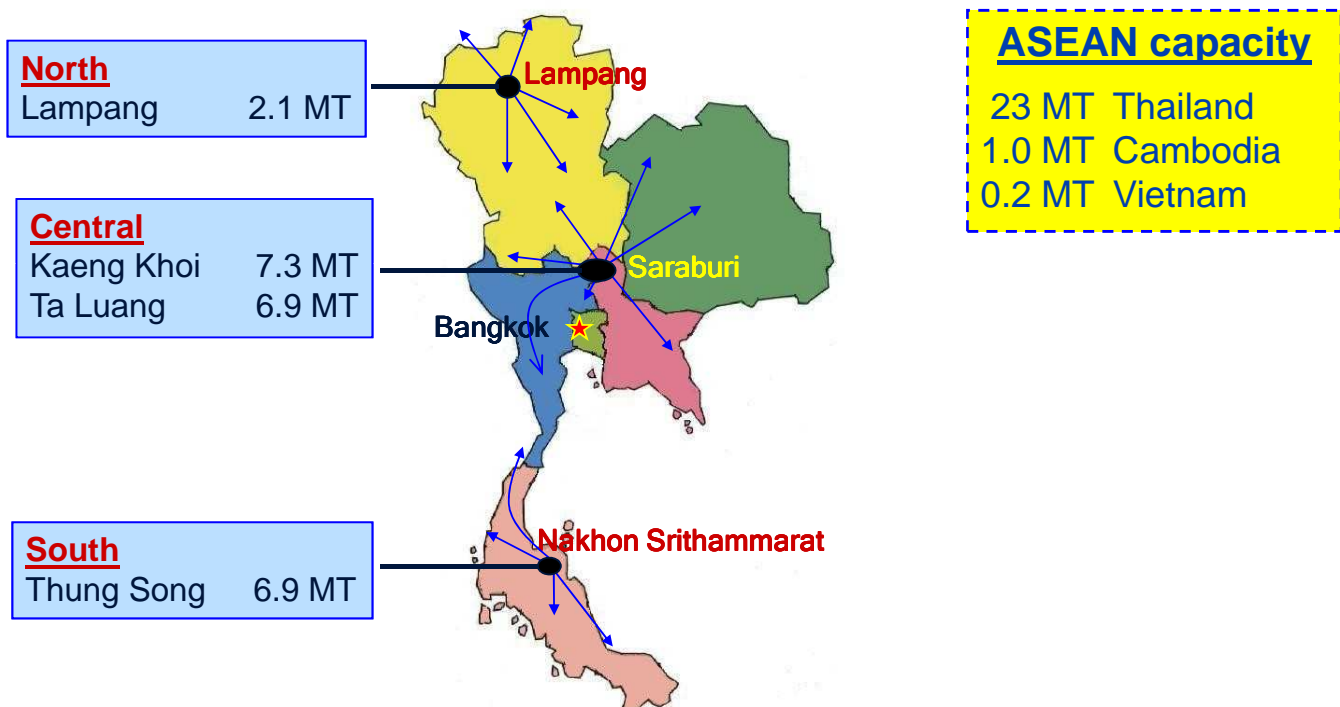 North
Lampang 2.1 MT
Central
Kaeng Khoi 7.3 MT
Ta Luang 6.9 MT
South
Thung Song 6.9 MT
Lampang
Saraburi
Bangkok
Nakhon Srithammarat
ASEAN capacity
23 MT Thailand
1.0 MT Cambodia
0.2 MT Vietnam